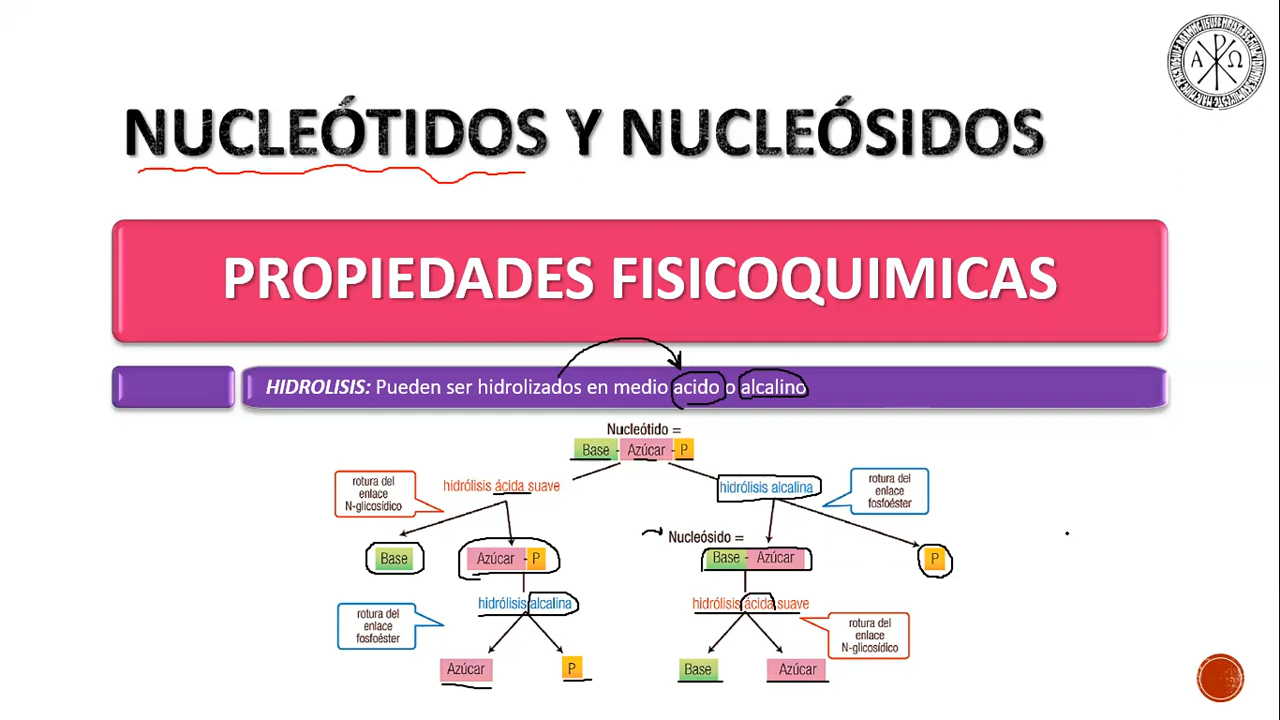 NUCLEÓTIDOS Y NUCLEÓSIDOS
PROPIEDADES FISICOQUIMICAS
HIDROLISIS: Pueden ser hidrolizados en medio acido o alcalino
Nucleótido =
Base - Azúcar - P
rotura del
enlace
N-glicosídico
hidrólisis ácida suave
hidrólisis alcalina
rotura del
enlace
fosfoéster
Nucleósido =
Base
Azúcar - P
Base - Azúcar
P
rotura del
enlace
fosfoéster
hidrólisis alcalina
hidrólisis ácida suave
rotura del
enlace
N-glicosídico
Azúcar
P
Base
Azúcar